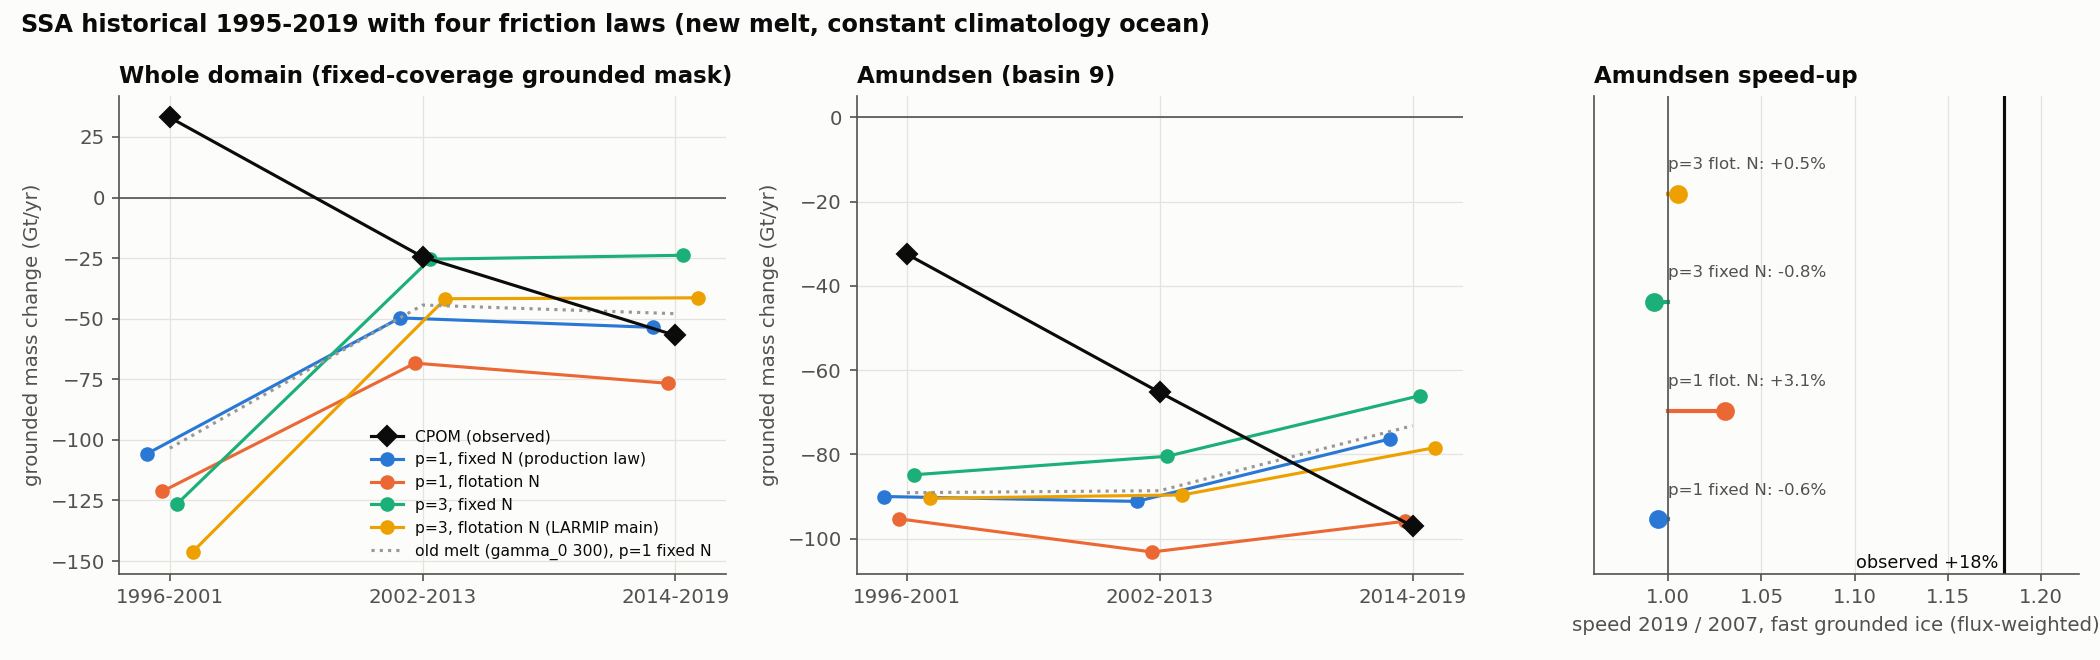 SSA historical 1995-2019 with four friction laws (new melt, constant climatology ocean)
Whole domain (fixed-coverage grounded mask)
grounded mass change (Gt/yr)
25
0
−25
−50
−75
−100
−125
−150
1996-2001
2002-2013
2014-2019
CPOM (observed)
p=1, fixed N (production law)
p=1, flotation N
p=3, fixed N
p=3, flotation N (LARMIP main)
old melt (gamma_0 300), p=1 fixed N
Amundsen (basin 9)
grounded mass change (Gt/yr)
0
−20
−40
−60
−80
−100
1996-2001
2002-2013
2014-2019
Amundsen speed-up
p=3 flot. N: +0.5%
p=3 fixed N: -0.8%
p=1 flot. N: +3.1%
p=1 fixed N: -0.6%
observed +18%
1.00
1.05
1.10
1.15
1.20
speed 2019 / 2007, fast grounded ice (flux-weighted)